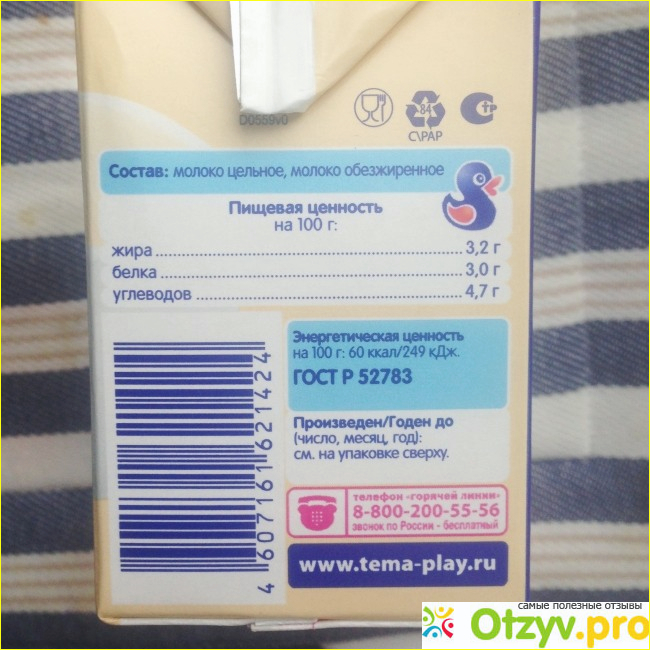 D055920
84
C\PAP
Состав: молоко цельное, молоко обезжиренное
Пищевая ценность
на 100 г:
жира 3,2 г
белка 3,0 г
углеводов 4,7 г
Энергетическая ценность
на 100 г: 60 ккал/249 кДж.
ГОСТ Р 52783
Произведен/Годен до
(число, месяц, год):
см. на упаковке сверху.
4 607161 621424
телефон «горячей линии»
8-800-200-55-56
звонок по России - бесплатный
www.tema-play.ru
самые полезные отзывы
Otzyv.pro